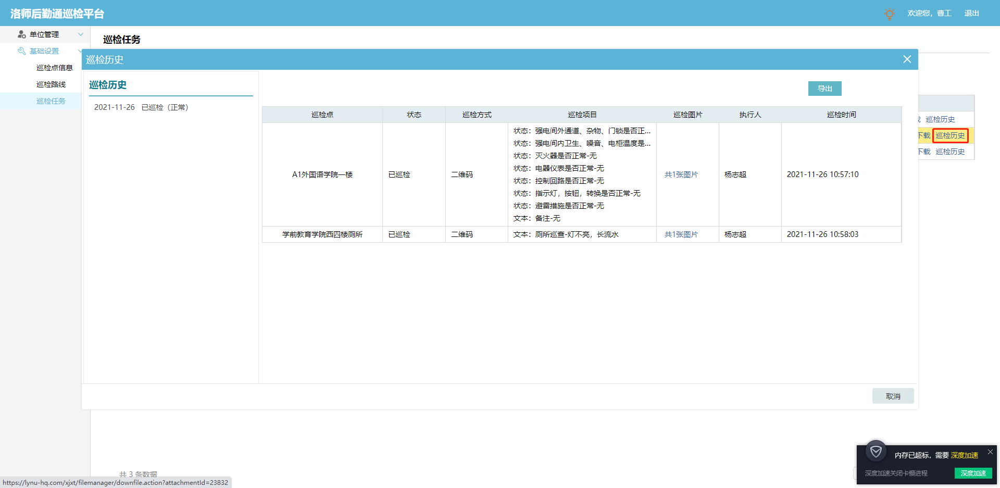 洛师后勤通巡检平台
欢迎您，曹工
退出
单位管理
基础设置
巡检点信息
巡检路线
巡检任务
巡检任务
巡检历史
巡检历史
2021-11-26 已巡检（正常）
导出
巡检点 状态 巡检方式 巡检项目 巡检图片 执行人 巡检时间
A1外国语学院一楼 已巡检 二维码
状态：强电间外通道、杂物、门锁是否正...
状态：强电间内卫生、噪音、电柜温度是...
状态：灭火器是否正常-无
状态：电器仪表是否正常-无
状态：控制回路是否正常-无
状态：指示灯，按钮，转换是否正常-无
状态：避雷措施是否正常-无
文本：备注-无
共1张图片 杨志超 2021-11-26 10:57:10
学前教育学院西四楼厕所 已巡检 二维码 文本：厕所巡查-灯不亮，长流水 共1张图片 杨志超 2021-11-26 10:58:03
巡检历史
下载 巡检历史
下载 巡检历史
取消
共 3 条数据
https://lynu-hq.com/xjxt/filemanager/downfile.action?attachmentId=23832
内存已超标，需要 深度加速
深度加速关闭卡慢进程
深度加速